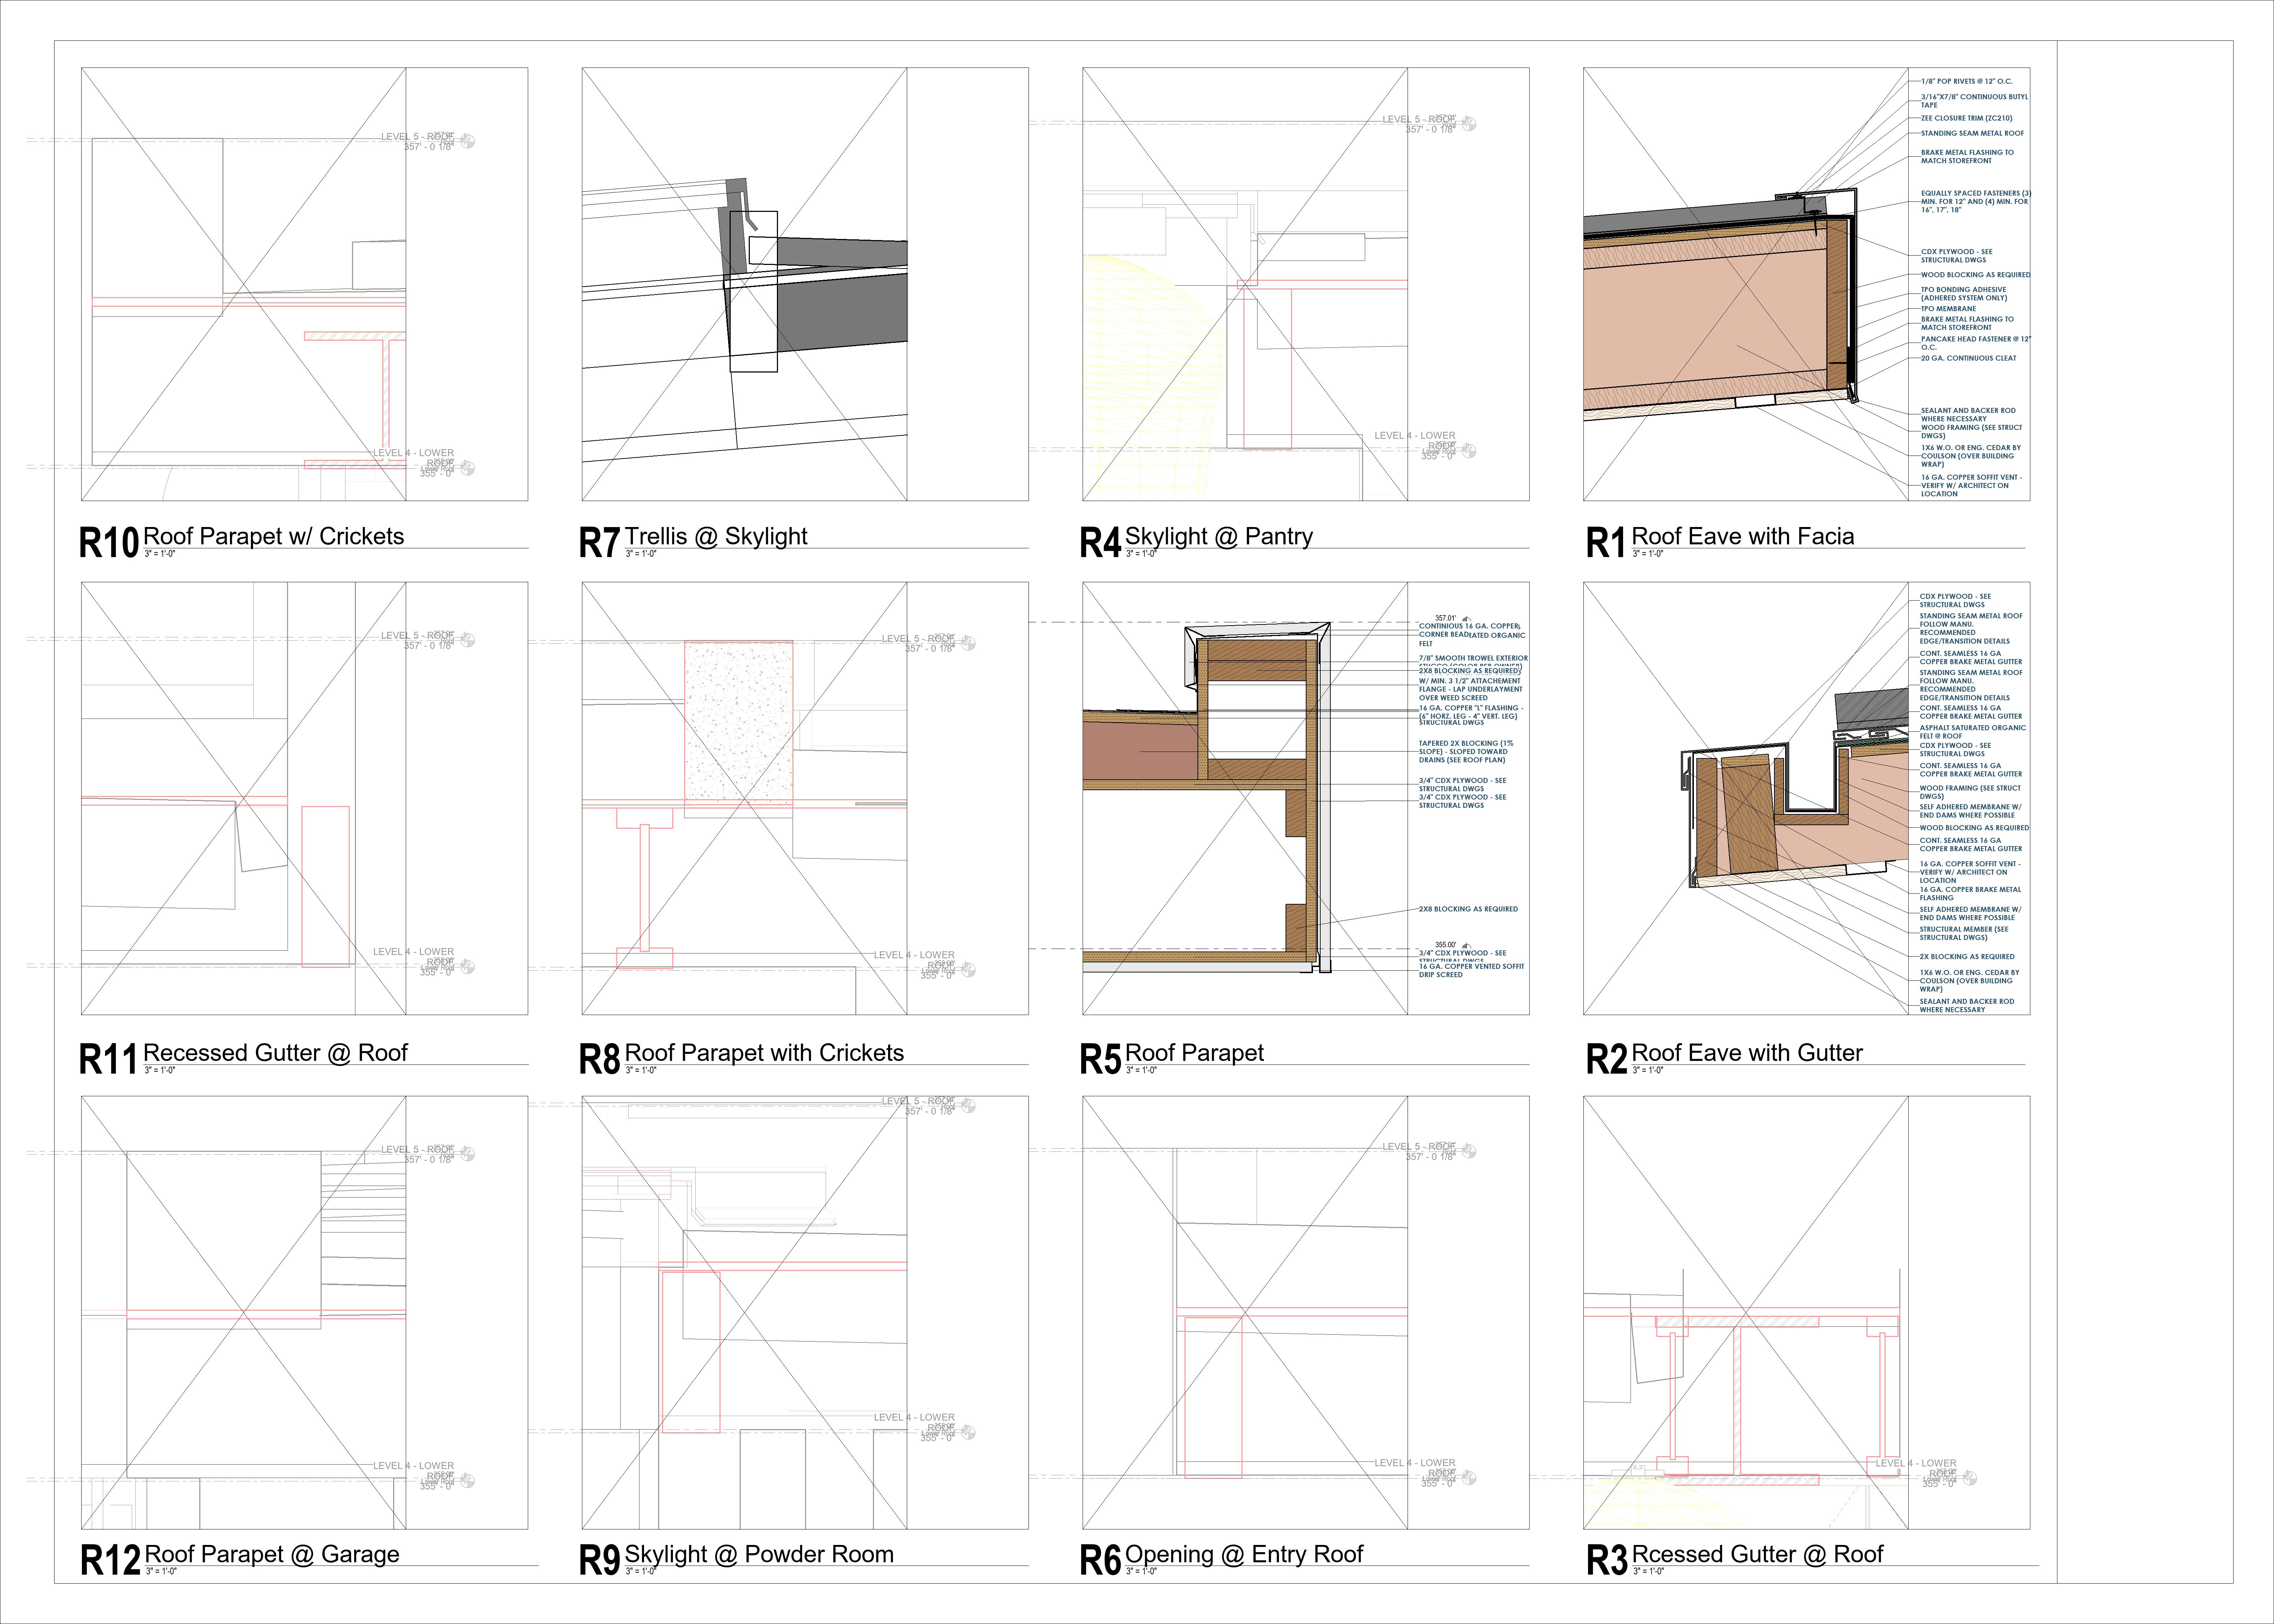 LEVEL 5 - ROOF
357' - 0 1/8"
LEVEL 4 - LOWER
ROOF
355' - 0"
R10 Roof Parapet w/ Crickets
3" = 1'-0"
R7 Trellis @ Skylight
3" = 1'-0"
LEVEL 5 - ROOF
357' - 0 1/8"
LEVEL 4 - LOWER
ROOF
355' - 0"
R4 Skylight @ Pantry
3" = 1'-0"
1/8" POP RIVETS @ 12" O.C.
3/16"X7/8" CONTINUOUS BUTYL
TAPE
ZEE CLOSURE TRIM (ZC210)
STANDING SEAM METAL ROOF
BRAKE METAL FLASHING TO
MATCH STOREFRONT
EQUALLY SPACED FASTENERS (3)
MIN. FOR 12" AND (4) MIN. FOR
16", 17", 18"
CDX PLYWOOD - SEE
STRUCTURAL DWGS
WOOD BLOCKING AS REQUIRED
TPO BONDING ADHESIVE
(ADHERED SYSTEM ONLY)
TPO MEMBRANE
BRAKE METAL FLASHING TO
MATCH STOREFRONT
PANCAKE HEAD FASTENER @ 12"
O.C.
20 GA. CONTINUOUS CLEAT
SEALANT AND BACKER ROD
WHERE NECESSARY
WOOD FRAMING (SEE STRUCT
DWGS)
1X6 W.O. OR ENG. CEDAR BY
COULSON (OVER BUILDING
WRAP)
16 GA. COPPER SOFFIT VENT -
VERIFY W/ ARCHITECT ON
LOCATION
R1 Roof Eave with Facia
3" = 1'-0"
LEVEL 5 - ROOF
357' - 0 1/8"
LEVEL 4 - LOWER
ROOF
355' - 0"
R11 Recessed Gutter @ Roof
3" = 1'-0"
LEVEL 5 - ROOF
357' - 0 1/8"
LEVEL 4 - LOWER
ROOF
355' - 0"
R8 Roof Parapet with Crickets
3" = 1'-0"
357.01'
CONTINIOUS 16 GA. COPPER
CORNER BEAD
ORGANIC
FELT
7/8" SMOOTH TROWEL EXTERIOR
2X8 BLOCKING AS REQUIRED
W/ MIN. 3 1/2" ATTACHEMENT
FLANGE - LAP UNDERLAYMENT
OVER WEED SCREED
16 GA. COPPER "L" FLASHING -
(6" HORZ. LEG - 4" VERT. LEG)
STRUCTURAL DWGS
TAPERED 2X BLOCKING (1%
SLOPE) - SLOPED TOWARD
DRAINS (SEE ROOF PLAN)
3/4" CDX PLYWOOD - SEE
STRUCTURAL DWGS
3/4" CDX PLYWOOD - SEE
STRUCTURAL DWGS
2X8 BLOCKING AS REQUIRED
355.00'
3/4" CDX PLYWOOD - SEE
16 GA. COPPER VENTED SOFFIT
DRIP SCREED
R5 Roof Parapet
3" = 1'-0"
CDX PLYWOOD - SEE
STRUCTURAL DWGS
STANDING SEAM METAL ROOF
FOLLOW MANU.
RECOMMENDED
EDGE/TRANSITION DETAILS
CONT. SEAMLESS 16 GA
COPPER BRAKE METAL GUTTER
STANDING SEAM METAL ROOF
FOLLOW MANU.
RECOMMENDED
EDGE/TRANSITION DETAILS
CONT. SEAMLESS 16 GA
COPPER BRAKE METAL GUTTER
ASPHALT SATURATED ORGANIC
FELT @ ROOF
CDX PLYWOOD - SEE
STRUCTURAL DWGS
CONT. SEAMLESS 16 GA
COPPER BRAKE METAL GUTTER
WOOD FRAMING (SEE STRUCT
DWGS)
SELF ADHERED MEMBRANE W/
END DAMS WHERE POSSIBLE
WOOD BLOCKING AS REQUIRED
CONT. SEAMLESS 16 GA
COPPER BRAKE METAL GUTTER
16 GA. COPPER SOFFIT VENT -
VERIFY W/ ARCHITECT ON
LOCATION
16 GA. COPPER BRAKE METAL
FLASHING
SELF ADHERED MEMBRANE W/
END DAMS WHERE POSSIBLE
STRUCTURAL MEMBER (SEE
STRUCTURAL DWGS)
2X BLOCKING AS REQUIRED
1X6 W.O. OR ENG. CEDAR BY
COULSON (OVER BUILDING
WRAP)
SEALANT AND BACKER ROD
WHERE NECESSARY
R2 Roof Eave with Gutter
3" = 1'-0"
LEVEL 5 - ROOF
357' - 0 1/8"
LEVEL 4 - LOWER
ROOF
355' - 0"
R12 Roof Parapet @ Garage
3" = 1'-0"
LEVEL 5 - ROOF
357' - 0 1/8"
LEVEL 4 - LOWER
ROOF
355' - 0"
R9 Skylight @ Powder Room
3" = 1'-0"
LEVEL 5 - ROOF
357' - 0 1/8"
LEVEL 4 - LOWER
ROOF
355' - 0"
R6 Opening @ Entry Roof
3" = 1'-0"
LEVEL 4 - LOWER
ROOF
355' - 0"
R3 Rcessed Gutter @ Roof
3" = 1'-0"